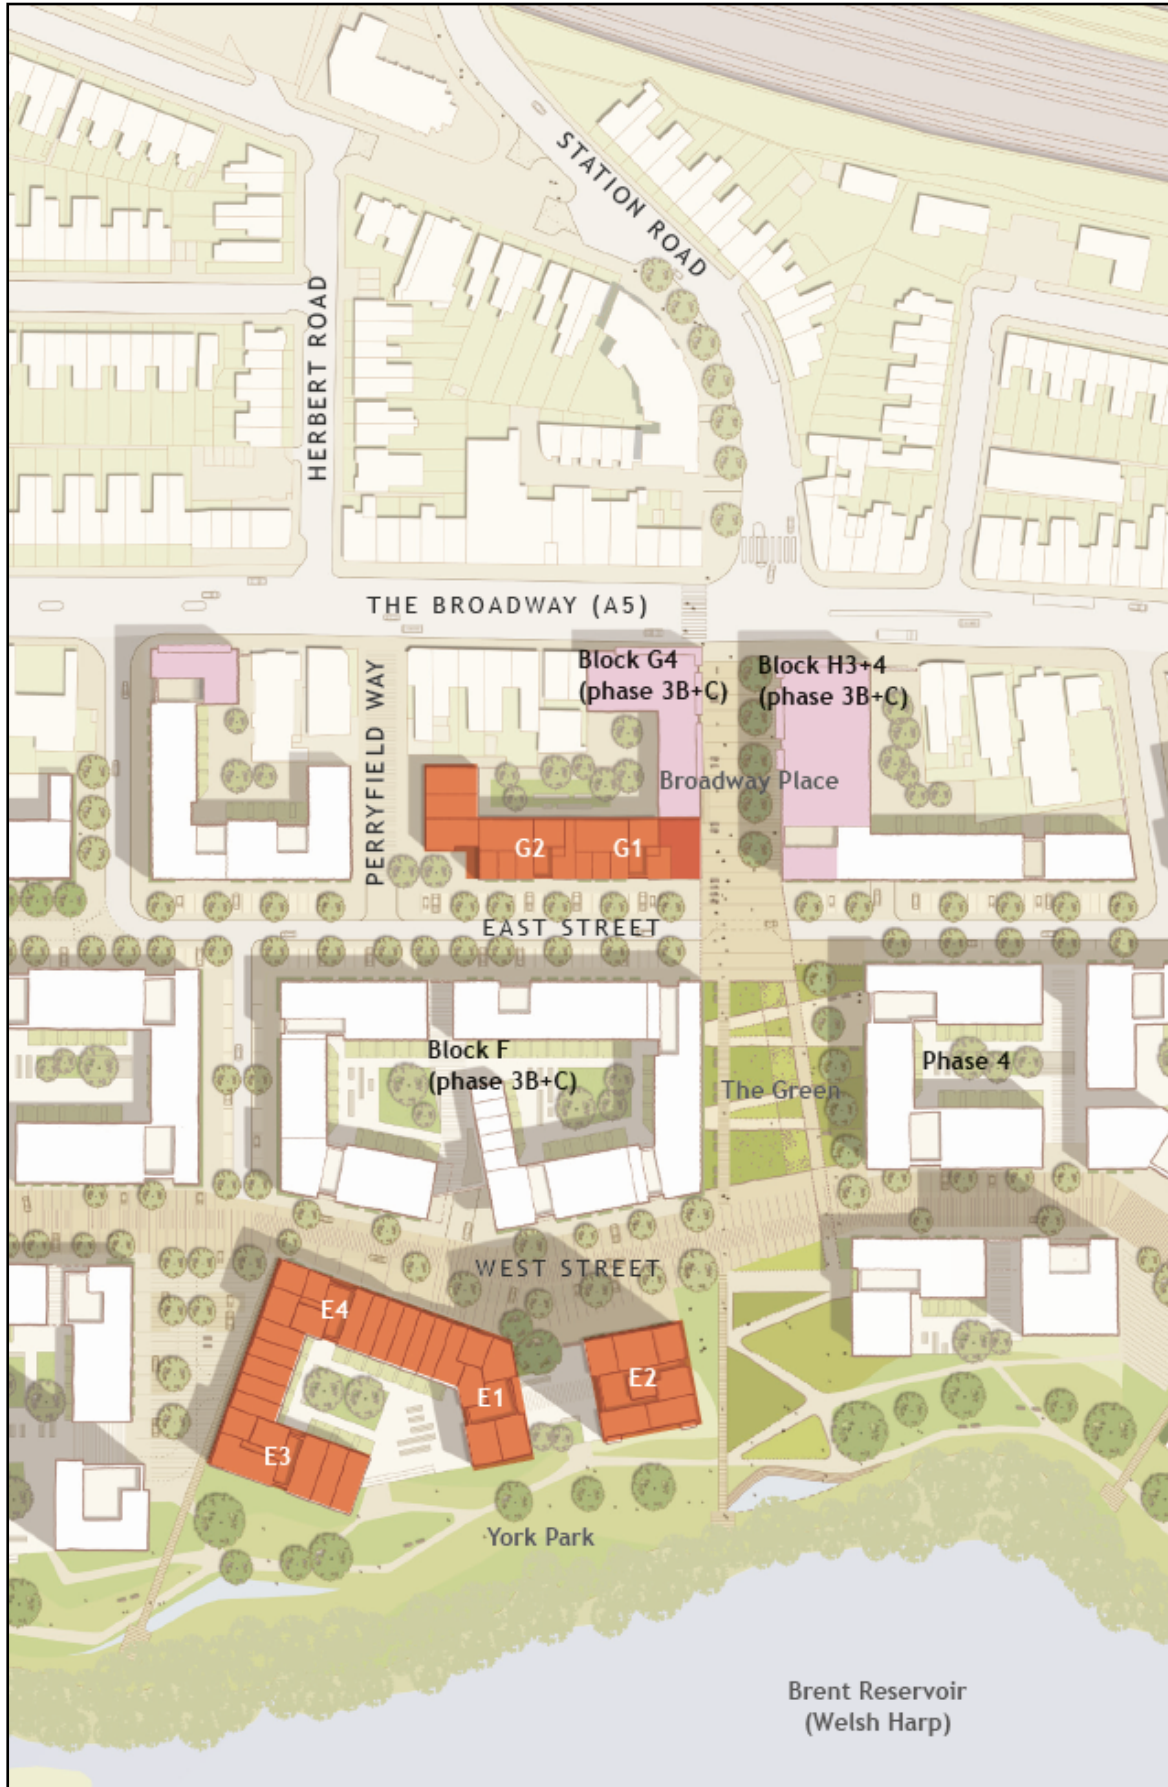 STATION ROAD
HERBERT ROAD
THE BROADWAY (A5)
Block G4
(phase 3B+C)
Block H3+4
(phase 3B+C)
PERRYFIELD WAY
Broadway Place
G2
G1
EAST STREET
Block F
(phase 3B+C)
Phase 4
The Green
WEST STREET
E4
E2
E1
E3
York Park
Brent Reservoir
(Welsh Harp)